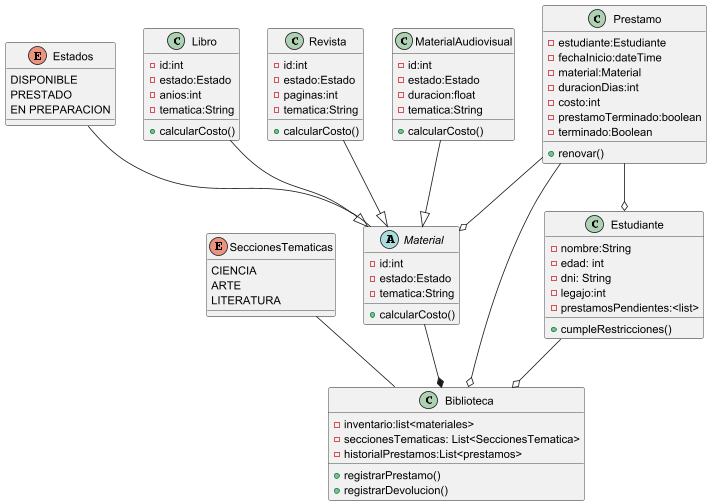 E Estados
DISPONIBLE
PRESTADO
EN PREPARACION
C Libro
id:int
estado:Estado
anios:int
tematica:String
calcularCosto()
C Revista
id:int
estado:Estado
paginas:int
tematica:String
calcularCosto()
C MaterialAudiovisual
id:int
estado:Estado
duracion:float
tematica:String
calcularCosto()
C Prestamo
estudiante:Estudiante
fechaInicio:dateTime
material:Material
duracionDias:int
costo:int
prestamoTerminado:boolean
terminado:Boolean
renovar()
E SeccionesTematicas
CIENCIA
ARTE
LITERATURA
A Material
id:int
estado:Estado
tematica:String
calcularCosto()
C Estudiante
nombre:String
edad: int
dni: String
legajo:int
prestamosPendientes:<list>
cumpleRestricciones()
C Biblioteca
inventario:list<materiales>
seccionesTematicas: List<SeccionesTematica>
historialPrestamos:List<prestamos>
registrarPrestamo()
registrarDevolucion()